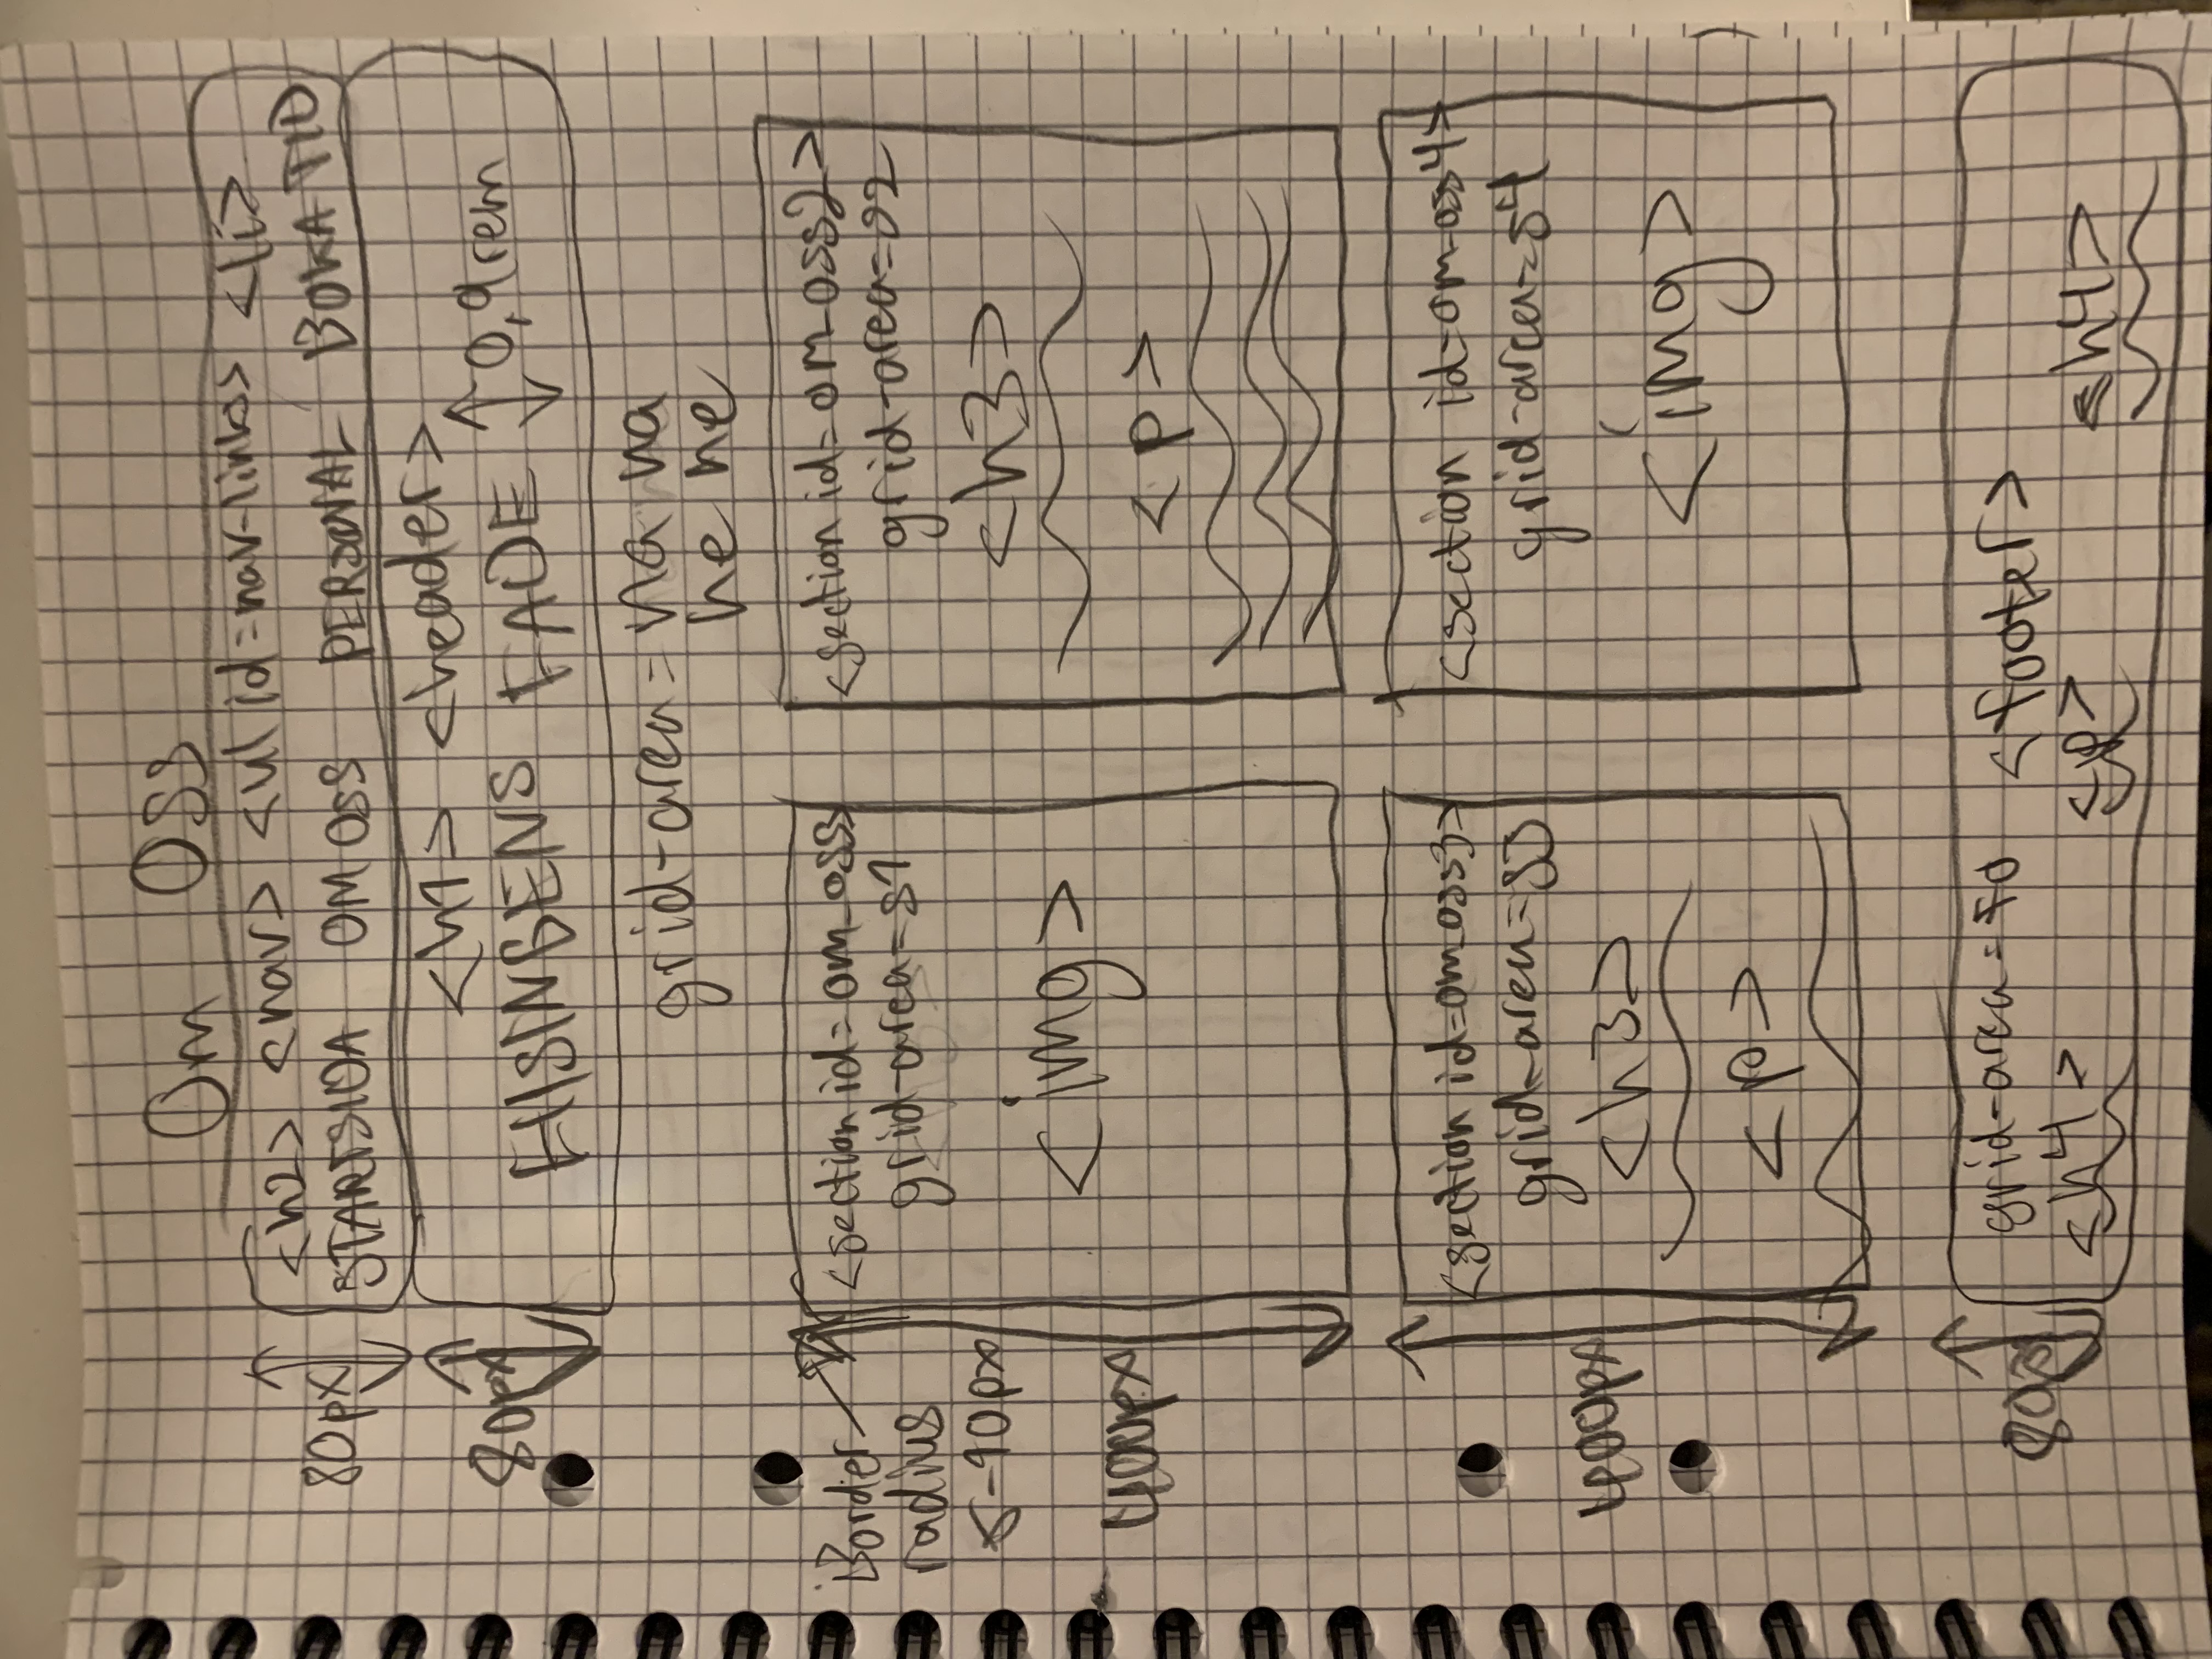 Om Oss
<h2> <nav> <ul id=nav-links> <li>
80px
STARTSIDA OM OSS PERSONAL BOKA TID
<h1> <header>
80px
HISINGENS FADE 0,9rem
grid-area = na na
he he
Border
radius
5-10px
400px
<section id= om_oss>
grid-area=s1
<img>
<section id= om_oss2>
grid-area=s2
<h3>
<p>
400px
<section id=om_oss3>
grid-area=s3
<h3>
<p>
<section id=om_oss4>
grid-area=s4
<img>
80px
grid-area = fo <footer>
<h4> <p> <h4>